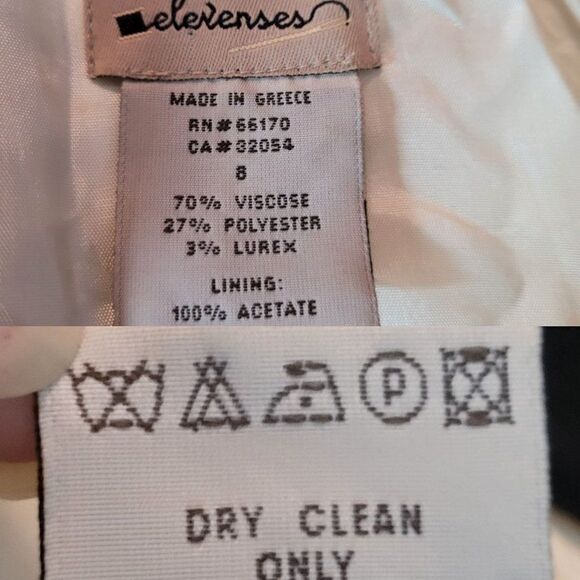 elevenses
MADE IN GREECE
RN#66170
CA#32054
8
70% VISCOSE
27% POLYESTER
3% LUREX
LINING:
100% ACETATE
P
DRY CLEAN
ONLY